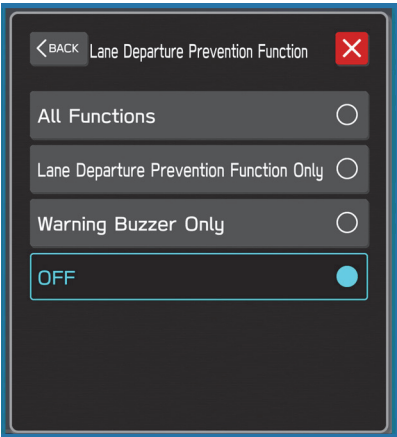 BACK Lane Departure Prevention Function
All Functions
Lane Departure Prevention Function Only
Warning Buzzer Only
OFF